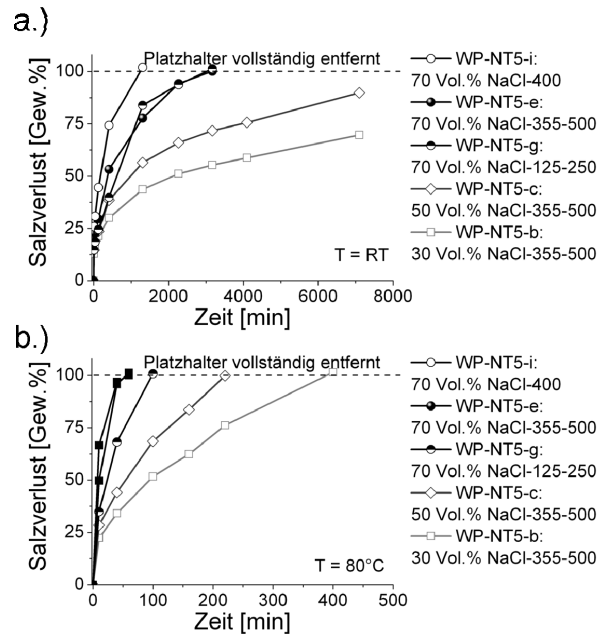 a.)
Platzhalter vollständig entfernt
100
75
50
25
0
Salzverlust [Gew.%]
T = RT
0 2000 4000 6000 8000
Zeit [min]
WP-NT5-i:
70 Vol.% NaCl-400
WP-NT5-e:
70 Vol.% NaCl-355-500
WP-NT5-g:
70 Vol.% NaCl-125-250
WP-NT5-c:
50 Vol.% NaCl-355-500
WP-NT5-b:
30 Vol.% NaCl-355-500
b.)
Platzhalter vollständig entfernt
100
75
50
25
0
Salzverlust [Gew.%]
T = 80°C
0 100 200 300 400 500
Zeit [min]
WP-NT5-i:
70 Vol.% NaCl-400
WP-NT5-e:
70 Vol.% NaCl-355-500
WP-NT5-g:
70 Vol.% NaCl-125-250
WP-NT5-c:
50 Vol.% NaCl-355-500
WP-NT5-b:
30 Vol.% NaCl-355-500